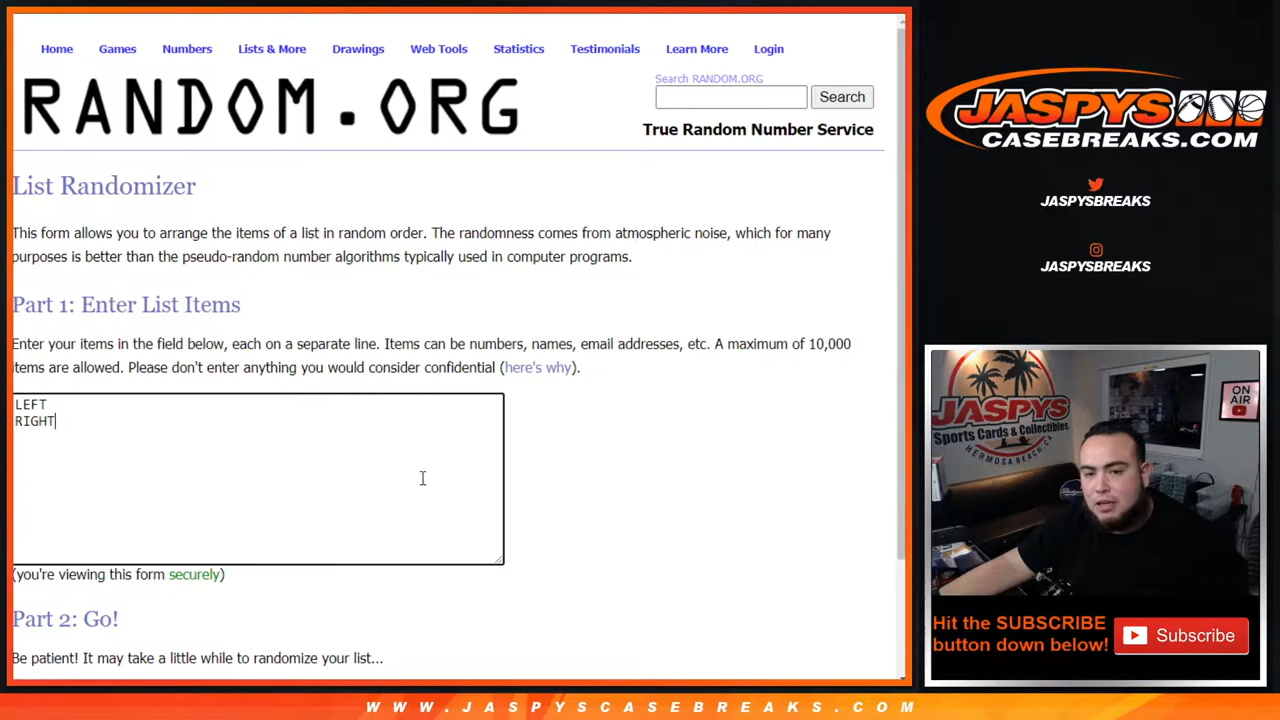 Home Games Numbers Lists & More Drawings Web Tools Statistics Testimonials Learn More Login
RANDOM.ORG
Search RANDOM.ORG
Search
True Random Number Service
List Randomizer
This form allows you to arrange the items of a list in random order. The randomness comes from atmospheric noise, which for many
purposes is better than the pseudo-random number algorithms typically used in computer programs.
Part 1: Enter List Items
Enter your items in the field below, each on a separate line. Items can be numbers, names, email addresses, etc. A maximum of 10,000
items are allowed. Please don't enter anything you would consider confidential (here's why).
LEFT
RIGHT
(you're viewing this form securely)
Part 2: Go!
Be patient! It may take a little while to randomize your list...
JASPYS
CASEBREAKS.COM
JASPYSBREAKS
JASPYSBREAKS
JASPYS
Sports Cards & Collectibles
HERMOSA BEACH, CA
ON
AIR
Hit the SUBSCRIBE
button down below!
Subscribe
WWW.JASPYSCASEBREAKS.COM